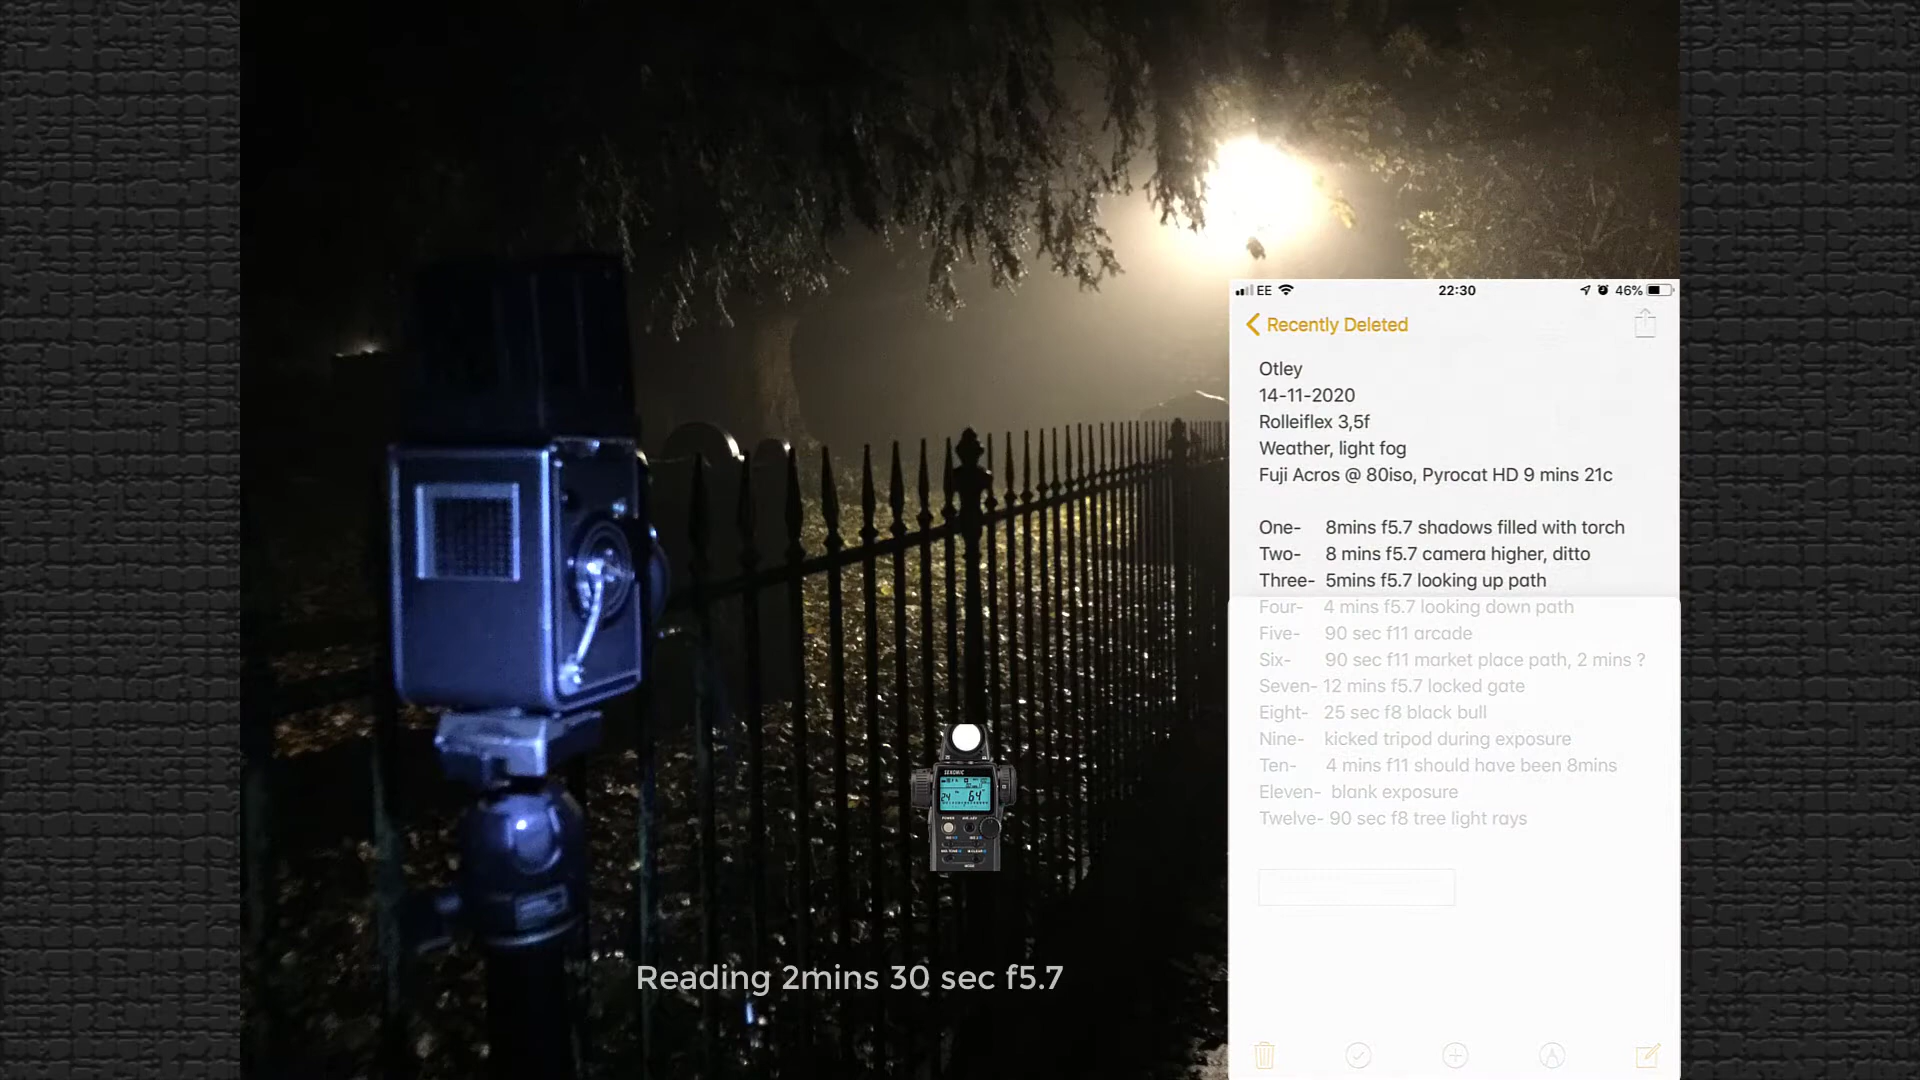 EE 22:30 46%
Recently Deleted
Otley
14-11-2020
Rolleiflex 3,5f
Weather, light fog
Fuji Acros @ 80iso, Pyrocat HD 9 mins 21c
One- 8mins f5.7 shadows filled with torch
Two- 8 mins f5.7 camera higher, ditto
Three- 5mins f5.7 looking up path
Four- 4 mins f5.7 looking down path
Five- 90 sec f11 arcade
Six- 90 sec f11 market place path, 2 mins ?
Seven- 12 mins f5.7 locked gate
Eight- 25 sec f8 black bull
Nine- kicked tripod during exposure
Ten- 4 mins f11 should have been 8mins
Eleven- blank exposure
Twelve- 90 sec f8 tree light rays
SEKONIC
24 64
POWER
MODE
Reading 2mins 30 sec f5.7